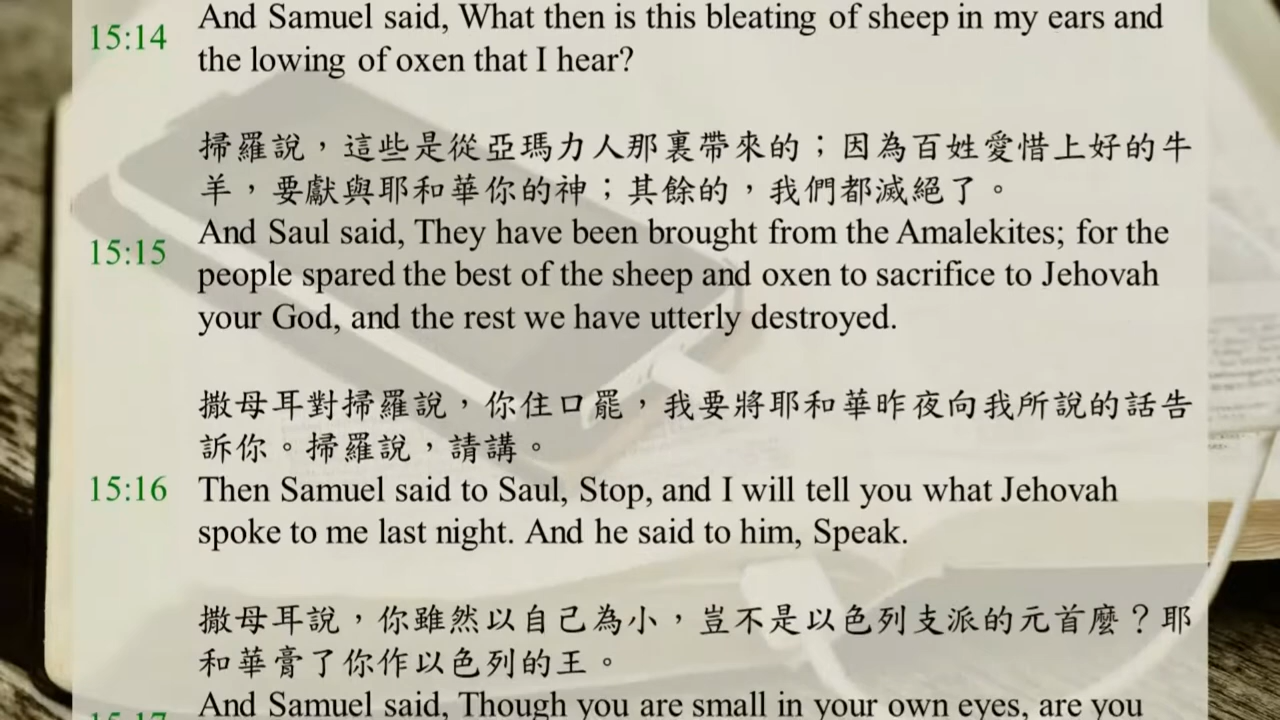 And Samuel said, What then is this bleating of sheep in my ears and
15:14
the lowing of oxen that I hear?
掃羅說，這些是從亞瑪力人那裏帶來的；因為百姓愛惜上好的牛
羊，要獻與耶和華你的神；其餘的，我們都滅絕了。
And Saul said, They have been brought from the Amalekites; for the
15:15
people spared the best of the sheep and oxen to sacrifice to Jehovah
your God, and the rest we have utterly destroyed.
撒母耳對掃羅說，你住口罷，我要將耶和華昨夜向我所說的話告
訴你。掃羅說，請講。
15:16 Then Samuel said to Saul, Stop, and I will tell you what Jehovah
spoke to me last night. And he said to him, Speak.
撒母耳說，你雖然以自己為小，豈不是以色列支派的元首麼？耶
和華膏了你作以色列的王。
And Samuel said, Though you are small in your own eyes, are you
15:17